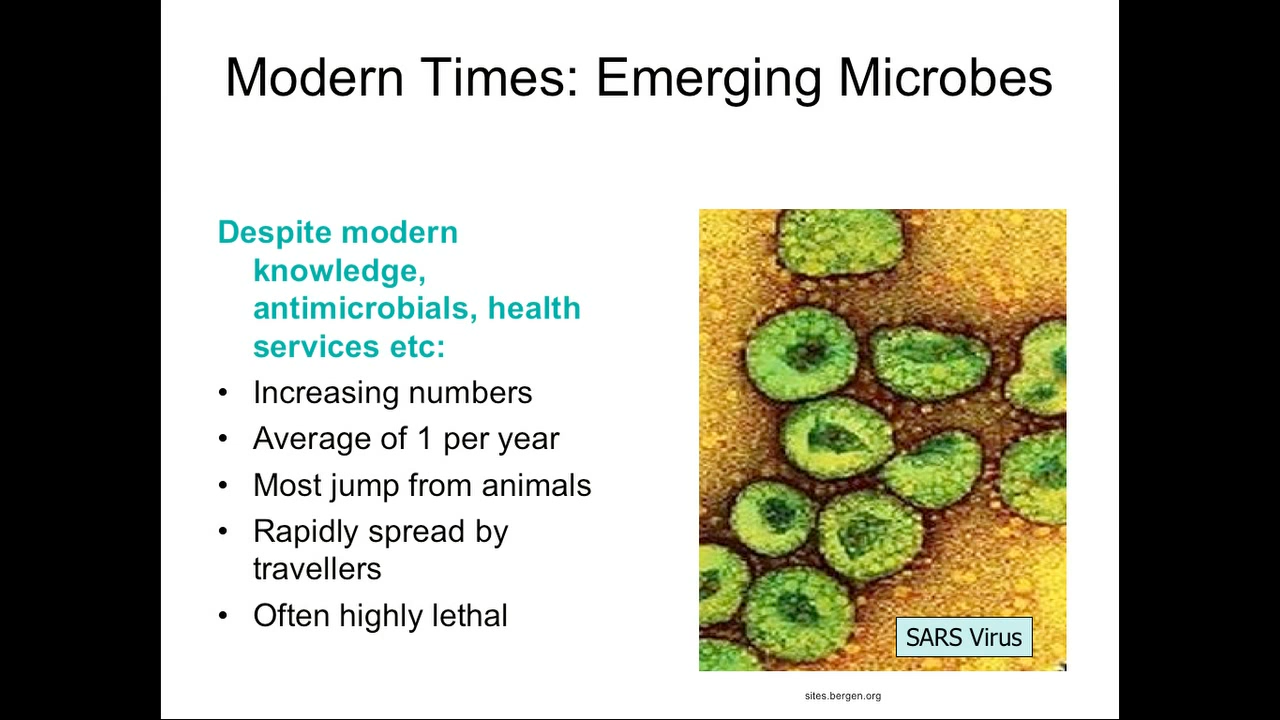 Modern Times: Emerging Microbes
Despite modern
knowledge,
antimicrobials, health
services etc:
• Increasing numbers
• Average of 1 per year
• Most jump from animals
• Rapidly spread by
travellers
• Often highly lethal
SARS Virus
sites.bergen.org